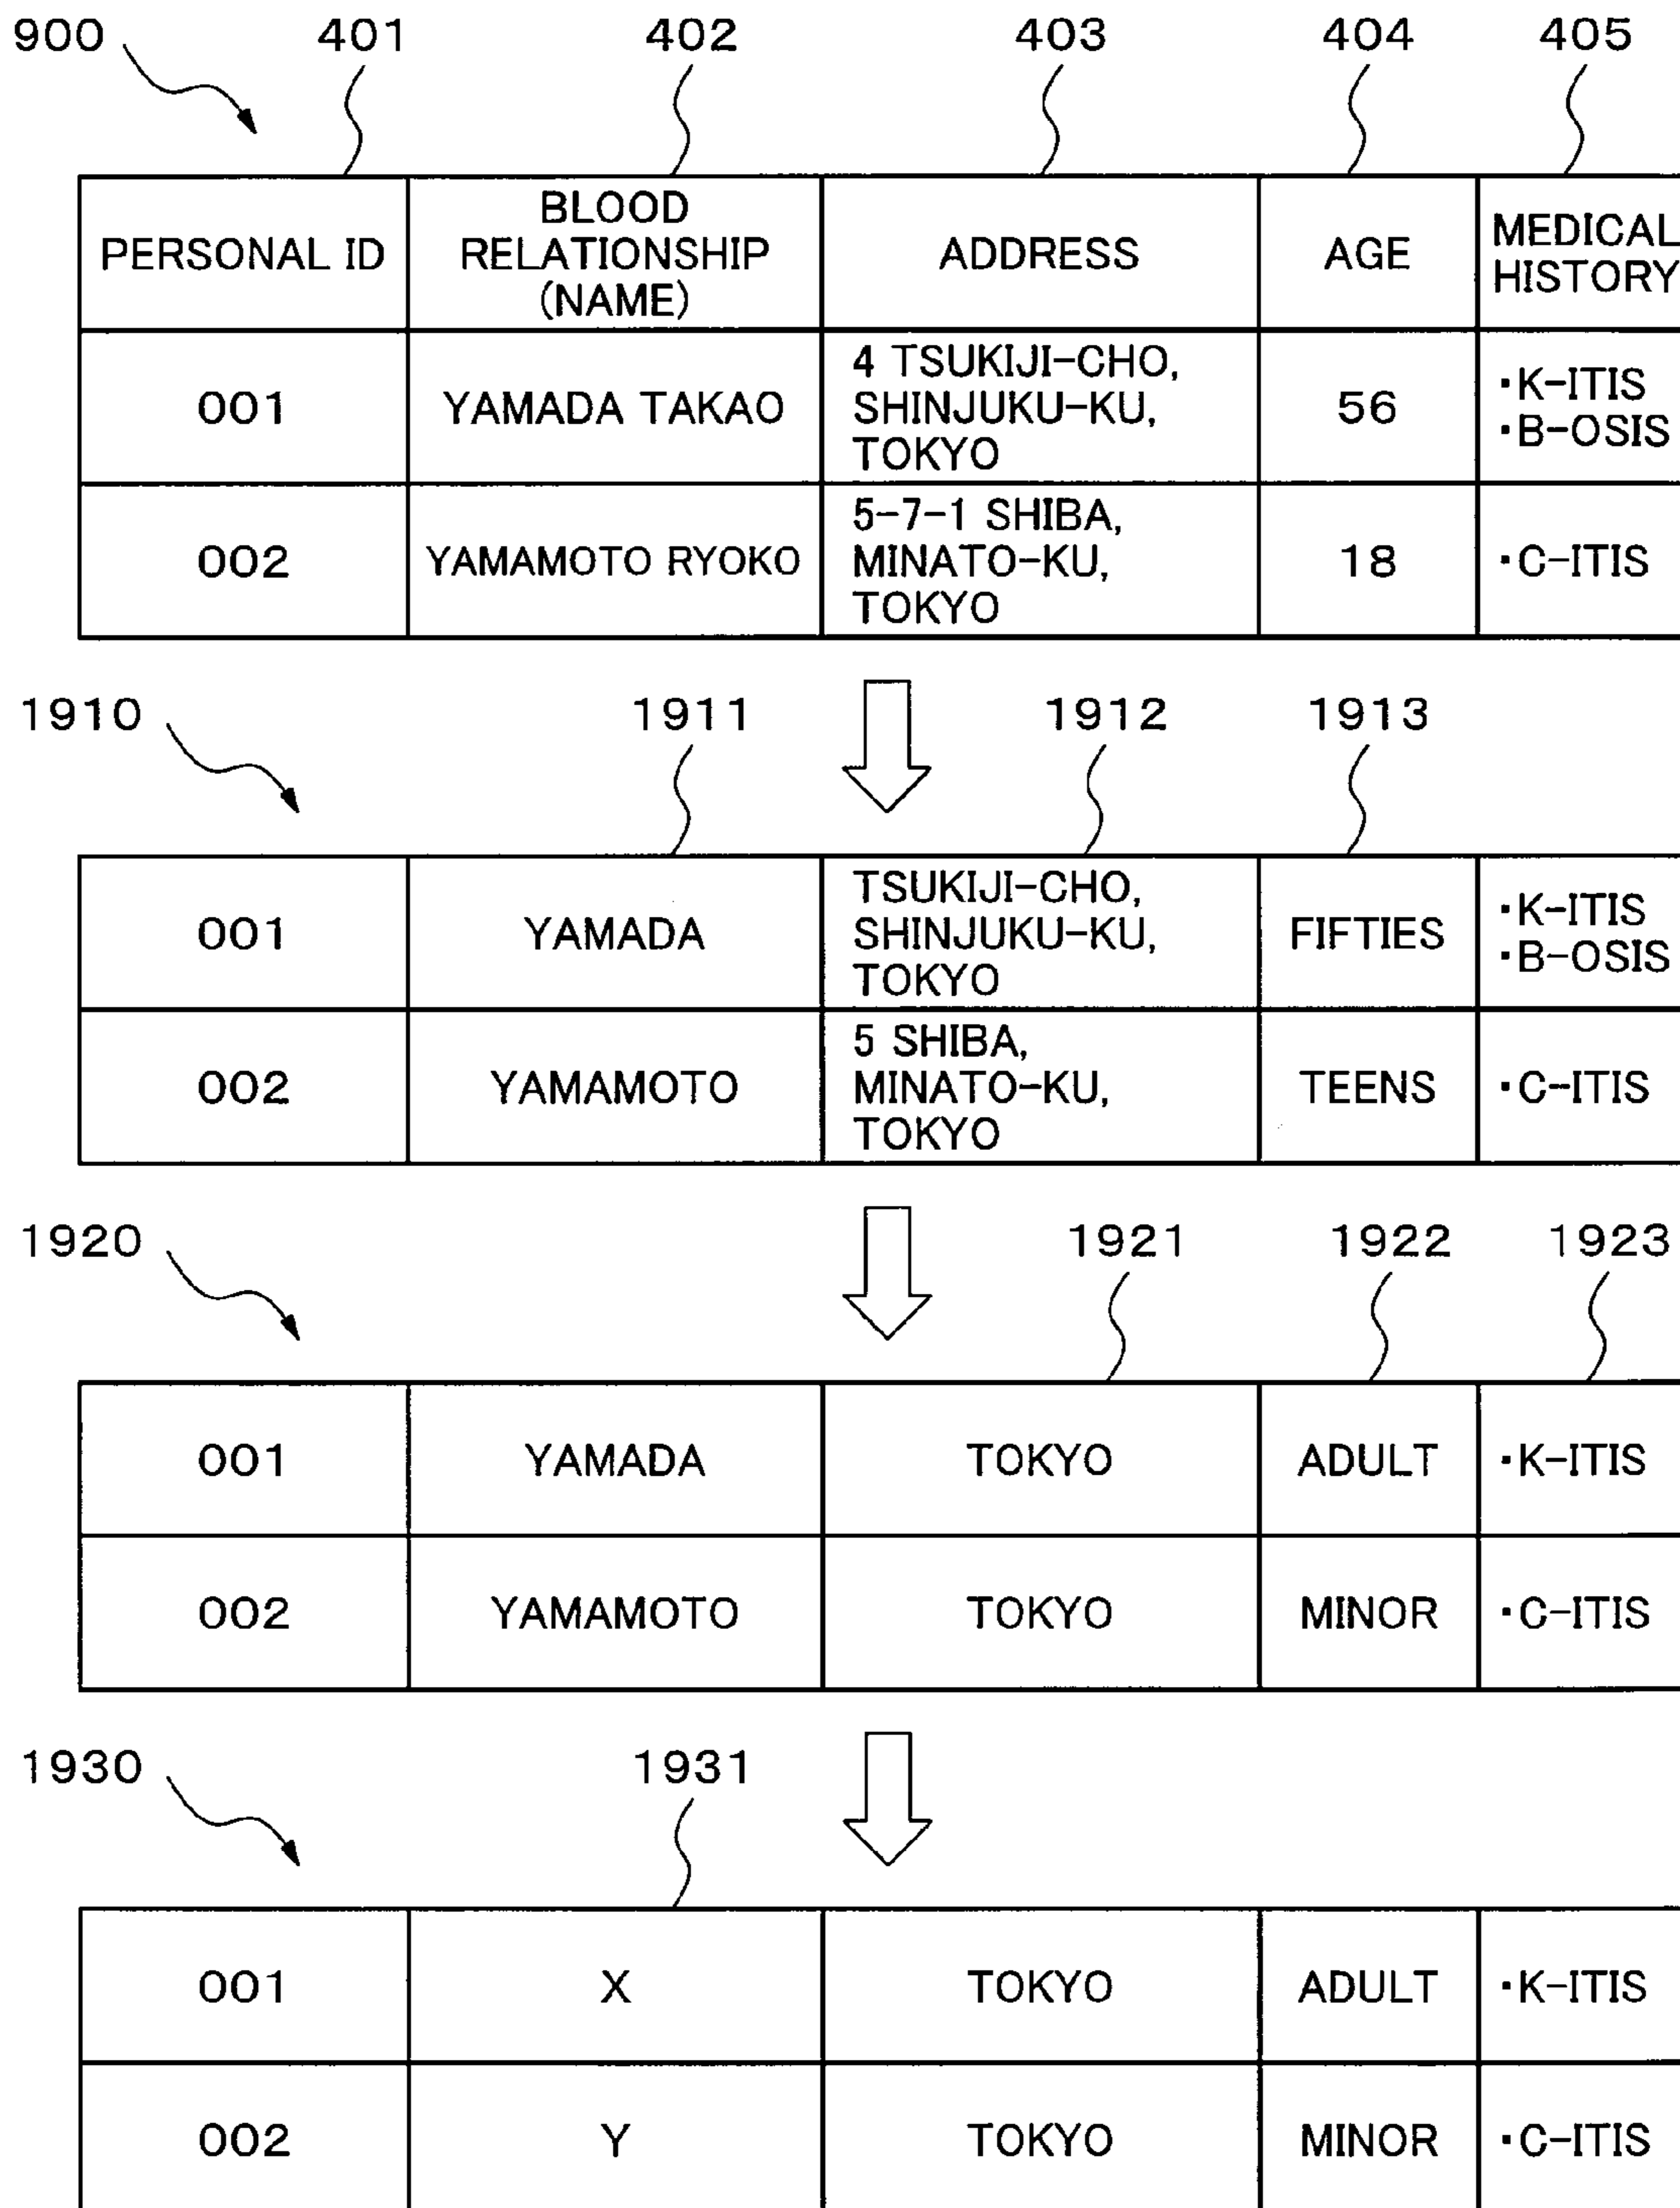 900 401 402 403 404 405
PERSONAL ID
BLOOD
RELATIONSHIP
(NAME)
ADDRESS
AGE
MEDICAL
HISTORY
001
YAMADA TAKAO
4 TSUKIJI-CHO,
SHINJUKU-KU,
TOKYO
56
・K-ITIS
・B-OSIS
002
YAMAMOTO RYOKO
5-7-1 SHIBA,
MINATO-KU,
TOKYO
18
・C-ITIS
1910 1911 1912 1913
001
YAMADA
TSUKIJI-CHO,
SHINJUKU-KU,
TOKYO
FIFTIES
・K-ITIS
・B-OSIS
002
YAMAMOTO
5 SHIBA,
MINATO-KU,
TOKYO
TEENS
・C-ITIS
1920 1921 1922 1923
001 YAMADA TOKYO ADULT ・K-ITIS
002 YAMAMOTO TOKYO MINOR ・C-ITIS
1930 1931
001 X TOKYO ADULT ・K-ITIS
002 Y TOKYO MINOR ・C-ITIS